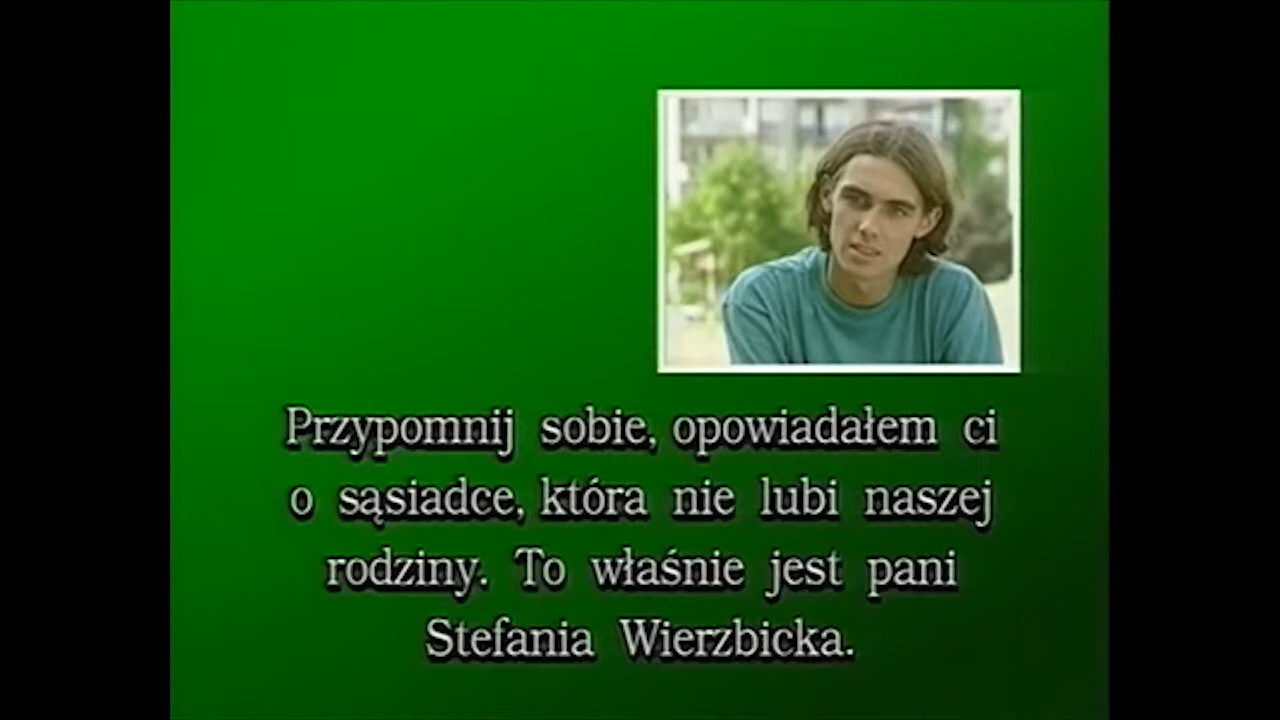 Przypomnij sobie, opowiadałem ci
o sąsiadce, która nie lubi naszej
rodziny. To właśnie jest pani
Stefania Wierzbicka.